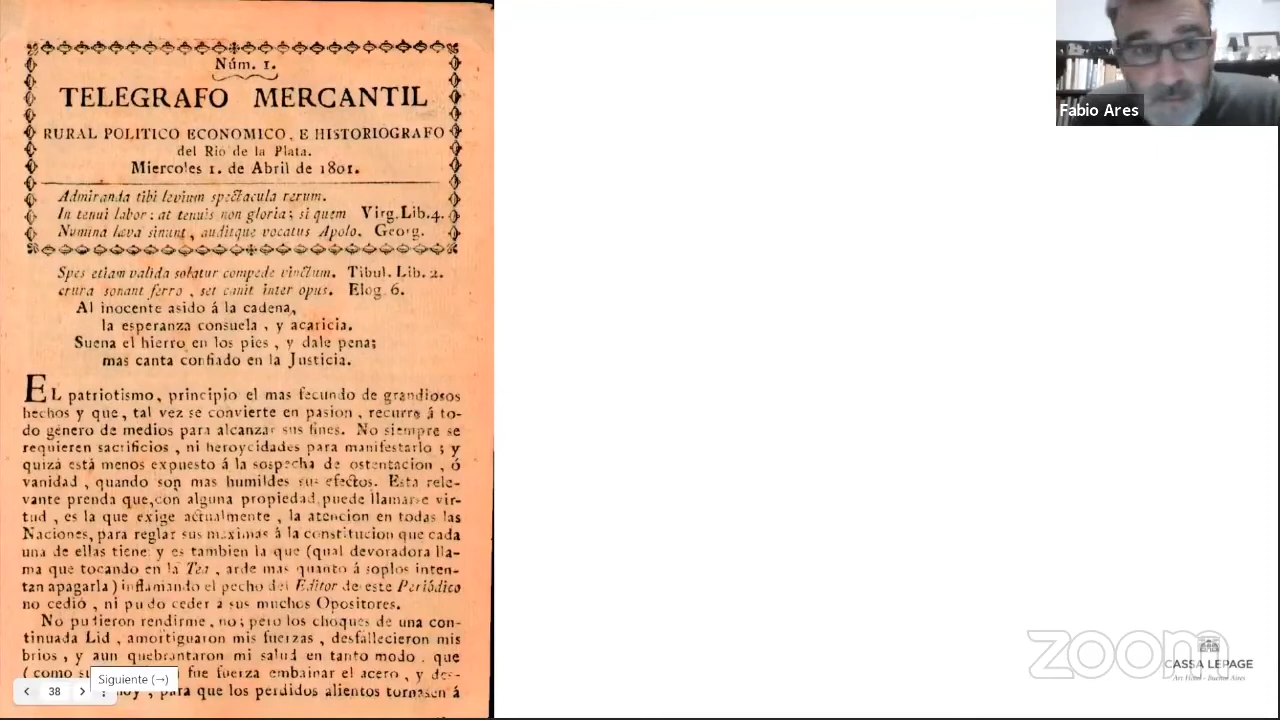 Núm. 1.
TELEGRAFO MERCANTIL
RURAL POLITICO ECONOMICO, E HISTORIOGRAFO
del Rio de la Plata.
Miercoles 1. de Abril de 1801.
Admiranda tibi levium spectacula rerum.
In tenui labor: at tenuis non gloria; si quem Virg. Lib. 4.
Numina læva sinunt, auditque vocatus Apolo. Georg.
Spes etiam valida solatur compede vinctum. Tibul. Lib. 2.
crura sonant ferro, set canit inter opus. Elog. 6.
Al inocente asido á la cadena,
la esperanza consuela, y acaricia.
Suena el hierro en los pies, y dale pena;
mas canta confiado en la Justicia.
EL patriotismo, principio el mas fecundo de grandiosos
hechos y que, tal vez se convierte en pasion, recurre á to-
do género de medios para alcanzar sus fines. No siempre se
requieren sacrificios, ni heroycidades para manifestarlo; y
quizá está menos expuesto á la sospecha de ostentacion, ó
vanidad, quando son mas humildes sus efectos. Esta rele-
vante prenda que, con alguna propiedad puede llamarse vir-
tud, es la que exige actualmente, la atencion en todas las
Naciones, para reglar sus maximas á la constitucion que cada
una de ellas tiene: y es tambien la que (qual devoradora lla-
ma que tocando en la Tea, arde mas quanto á soplos inten-
tan apagarla) inflamando el pecho del Editor de este Periódico
no cedió, ni pudo ceder a sus muchos Opositores.
No pudieron rendirme, no; pero los choques de una con-
tinuada Lid, amortiguaron mis fuerzas, desfallecieron mis
brios, y aun quebrantaron mi salud en tanto modo, que
(como fue fuerza embainar el acero, y des-
hoy, para que los perdidos alientos tornasen á
Siguiente (→)
38
Fabio Ares
zoom
CASSA LEPAGE
Art Hotel - Buenos Aires